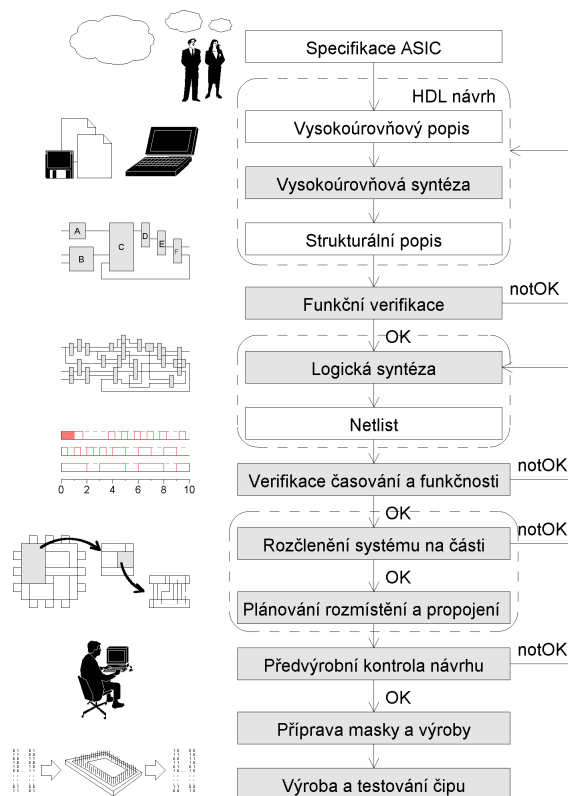 Specifikace ASIC
HDL návrh
Vysokoúrovňový popis
Vysokoúrovňová syntéza
Strukturální popis
A
B
C
D
E
F
Funkční verifikace
notOK
OK
Logická syntéza
Netlist
0 2 4 6 8 10
Verifikace časování a funkčnosti
notOK
OK
Rozčlenění systému na části
notOK
OK
Plánování rozmístění a propojení
Předvýrobní kontrola návrhu
notOK
OK
Příprava masky a výroby
Výroba a testování čipu